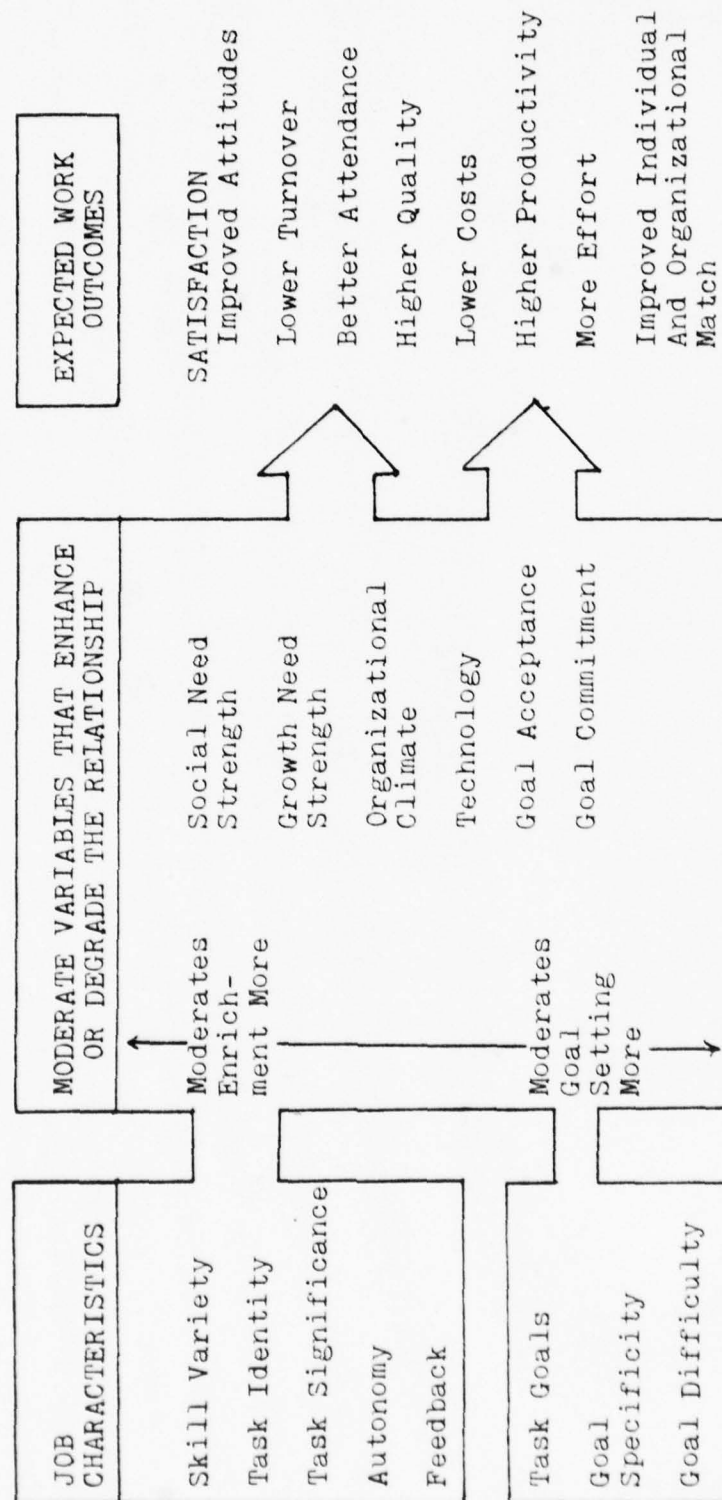 JOB
CHARACTERISTICS
Skill Variety
Task Identity
Task Significance
Autonomy
Feedback
Task Goals
Goal
Specificity
Goal Difficulty
MODERATE VARIABLES THAT ENHANCE
OR DEGRADE THE RELATIONSHIP
Moderates
Enrich-
ment More
Moderates
Goal
Setting
More
Social Need
Strength
Growth Need
Strength
Organizational
Climate
Technology
Goal Acceptance
Goal Commitment
EXPECTED WORK
OUTCOMES
SATISFACTION
Improved Attitudes
Lower Turnover
Better Attendance
Higher Quality
Lower Costs
Higher Productivity
More Effort
Improved Individual
And Organizational
Match